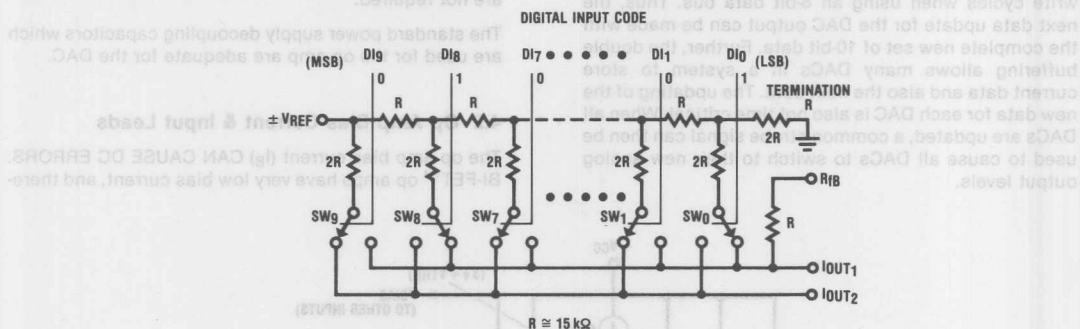 write cycles when using an 8-bit data bus. Thus, the
next data update for the DAC output can be made with
the complete new set of 10-bit data. Further, the double
buffering allows many DACs in a system to store
current data and also the
The updating of the
new data for each DAC is also not time critical. When all
DACs are updated, a common strobe signal can then be
used to cause all DACs to switch to their new analog
output levels.
are not required.
The standard power supply decoupling capacitors which
are used for the op amp are adequate for the DAC.
Bias Current & Input Leads
The op amp bias current (IB) CAN CAUSE DC ERRORS.
BI-FET™ op amps have very low bias current, and there-
DIGITAL INPUT CODE
(MSB) DI9 DI8 DI7 DI1 DI0 (LSB)
0 1 0 0 1
TERMINATION
R R R R
± VREF
2R
2R 2R 2R 2R 2R
RfB
SW9 SW8 SW7 SW1 SW0
R
IOUT1
IOUT2
VCC
(TO OTHER INPUTS)
R ≅ 15 kΩ